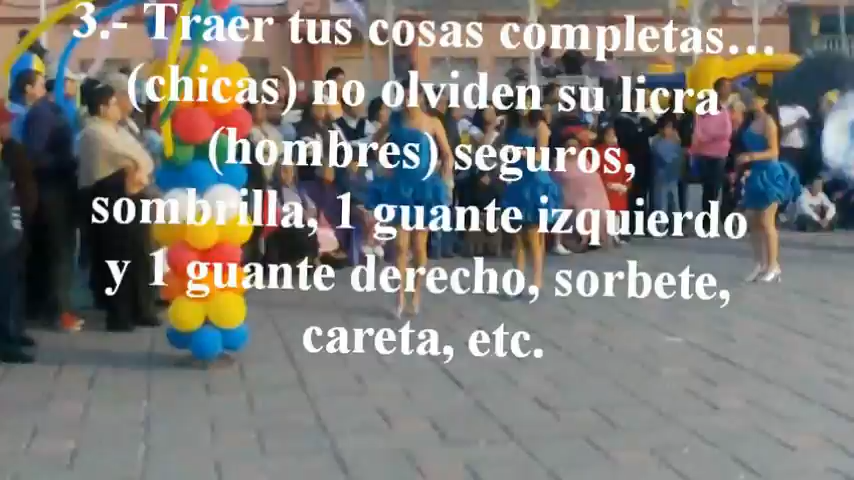 3.- Traer tus cosas completas...
(chicas) no olviden su licra
(hombres) seguros,
sombrilla, 1 guante izquierdo
y 1 guante derecho, sorbete,
careta, etc.